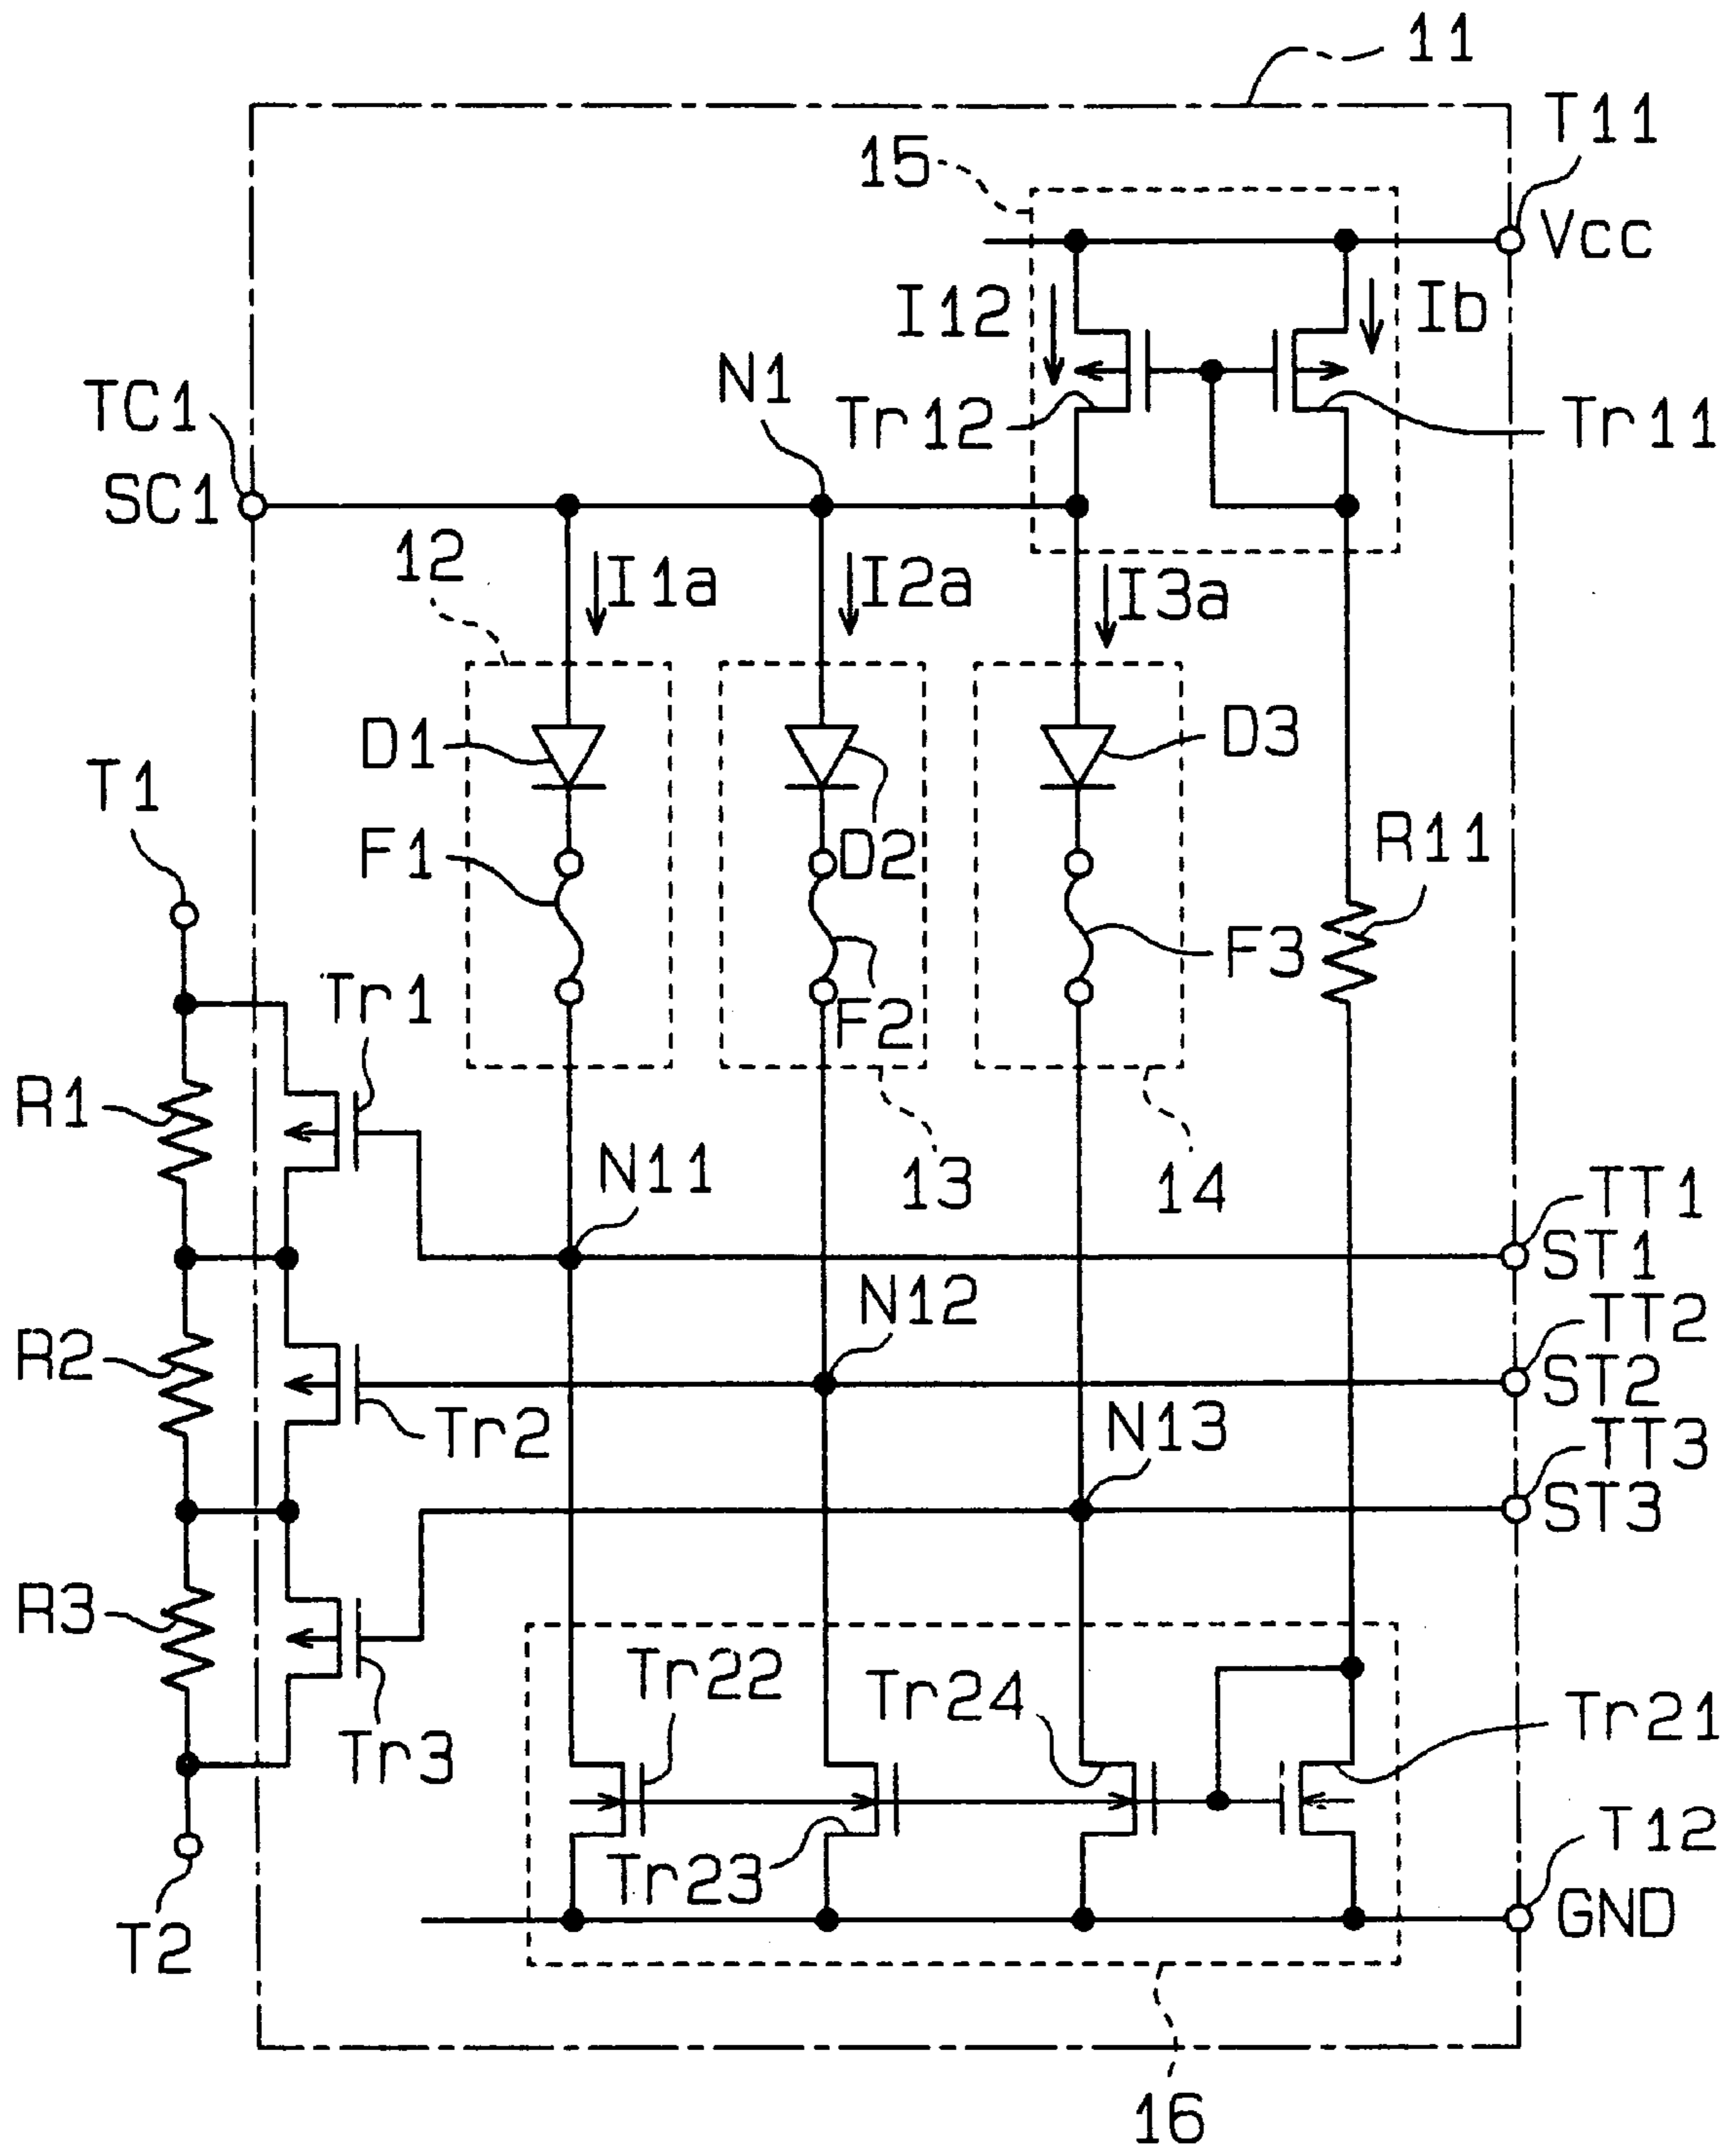 11
T11
15
Vcc
I12
Ib
N1
TC1
Tr12
Tr11
SC1
12
I1a
I2a
I3a
D1
D3
T1
F1
D2
R11
F3
Tr1
F2
R1
N11
13
14
TT1
ST1
N12
TT2
R2
ST2
Tr2
N13
TT3
ST3
R3
Tr22
Tr24
Tr21
Tr3
T12
Tr23
GND
T2
16